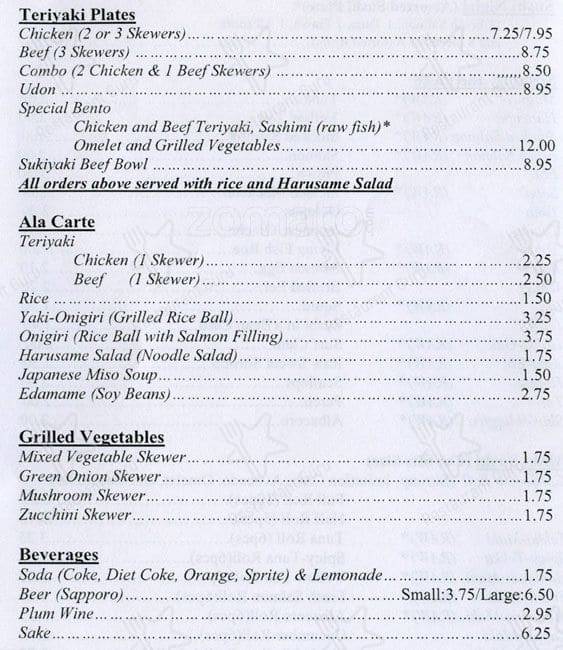 Teriyaki Plates
Chicken (2 or 3 Skewers)...7.25/7.95
Beef (3 Skewers)...8.75
Combo (2 Chicken & 1 Beef Skewers)...8.50
Udon...8.95
Special Bento
Chicken and Beef Teriyaki, Sashimi (raw fish)*
Omelet and Grilled Vegetables...12.00
Sukiyaki Beef Bowl...8.95
All orders above served with rice and Harusame Salad
Ala Carte
Teriyaki
Chicken (1 Skewer)...2.25
Beef (1 Skewer)...2.50
Rice...1.50
Yaki-Onigiri (Grilled Rice Ball)...3.25
Onigiri (Rice Ball with Salmon Filling)...3.75
Harusame Salad (Noodle Salad)...1.75
Japanese Miso Soup...1.50
Edamame (Soy Beans)...2.75
Grilled Vegetables
Mixed Vegetable Skewer...1.75
Green Onion Skewer...1.75
Mushroom Skewer...1.75
Zucchini Skewer...1.75
Beverages
Soda (Coke, Diet Coke, Orange, Sprite) & Lemonade...1.75
Beer (Sapporo)...Small:3.75/Large:6.50
Plum Wine...2.95
Sake...6.25